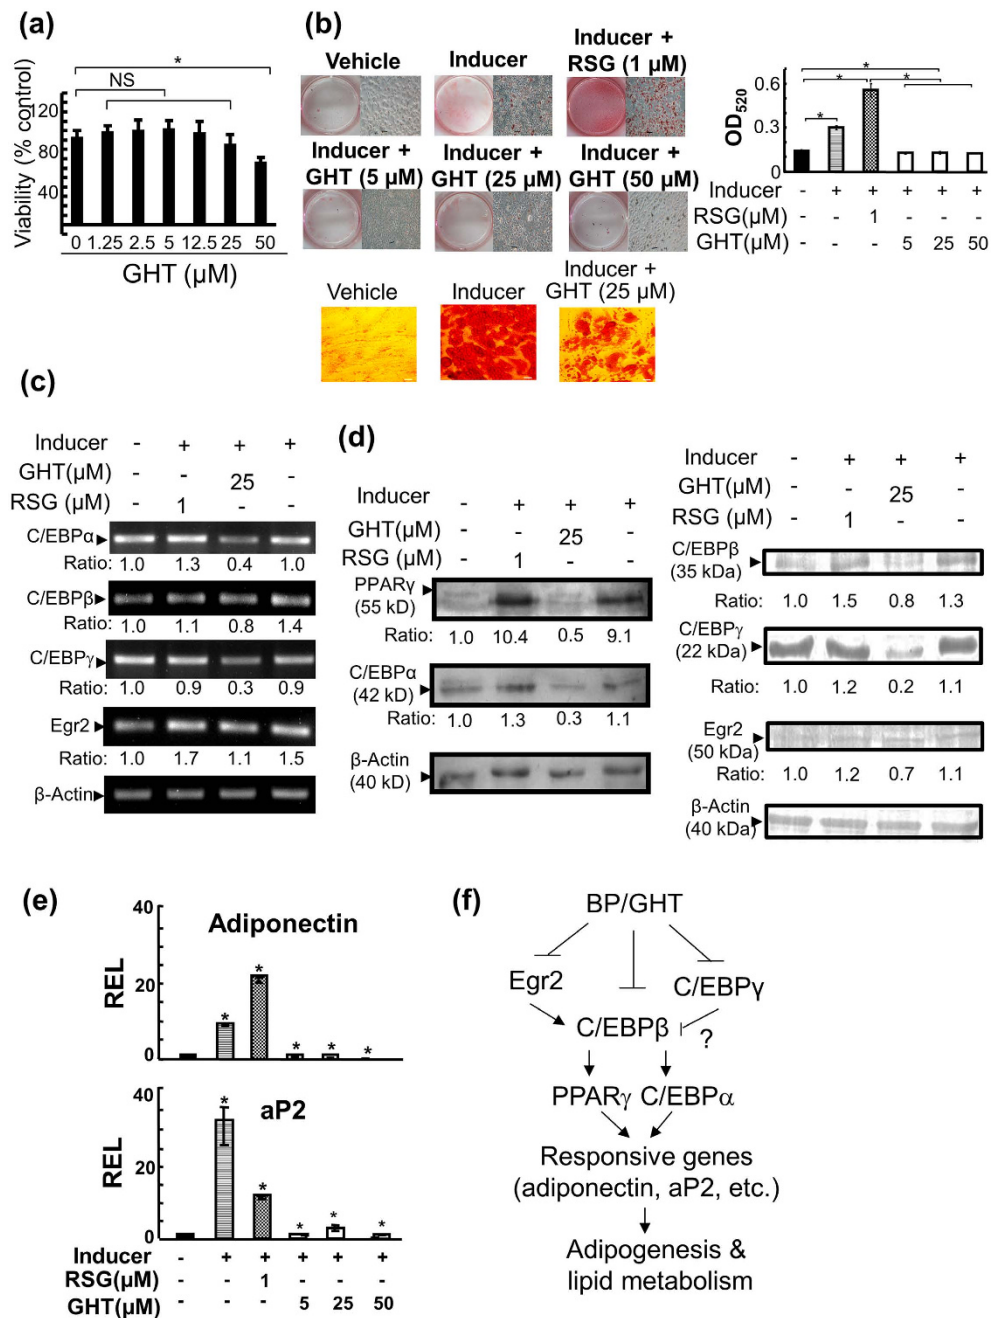 (a)
*
NS
Viability (% control)
120
80
40
0 1.25 2.5 5 12.5 25 50
GHT (µM)
(b)
Vehicle
Inducer
Inducer +
RSG (1 µM)
Inducer +
GHT (5 µM)
Inducer +
GHT (25 µM)
Inducer +
GHT (50 µM)
Vehicle
Inducer
Inducer +
GHT (25 µM)
OD520
0.6
0.3
0
* * * *
Inducer - + + + + +
RSG(µM) - - 1 - - -
GHT(µM) - - - 5 25 50
(c)
Inducer - + + +
GHT(µM) - - 25 -
RSG (µM) - 1 - -
C/EBPα
Ratio: 1.0 1.3 0.4 1.0
C/EBPβ
Ratio: 1.0 1.1 0.8 1.4
C/EBPγ
Ratio: 1.0 0.9 0.3 0.9
Egr2
Ratio: 1.0 1.7 1.1 1.5
β-Actin
(d)
Inducer - + + +
GHT(µM) - - 25 -
RSG (µM) - 1 - -
PPARγ
(55 kD)
Ratio: 1.0 10.4 0.5 9.1
C/EBPα
(42 kD)
Ratio: 1.0 1.3 0.3 1.1
β-Actin
(40 kD)
Inducer - + + +
GHT(µM) - - 25 -
RSG (µM) - 1 - -
C/EBPβ
(35 kDa)
Ratio: 1.0 1.5 0.8 1.3
C/EBPγ
(22 kDa)
Ratio: 1.0 1.2 0.2 1.1
Egr2
(50 kDa)
Ratio: 1.0 1.2 0.7 1.1
β-Actin
(40 kDa)
(e)
Adiponectin
REL
40
20
0
* * * * *
aP2
REL
40
20
0
* * * * *
Inducer - + + + + +
RSG(µM) - - 1 - - -
GHT(µM) - - - 5 25 50
(f)
BP/GHT
Egr2
C/EBPγ
C/EBPβ
?
PPARγ C/EBPα
Responsive genes
(adiponectin, aP2, etc.)
Adipogenesis &
lipid metabolism